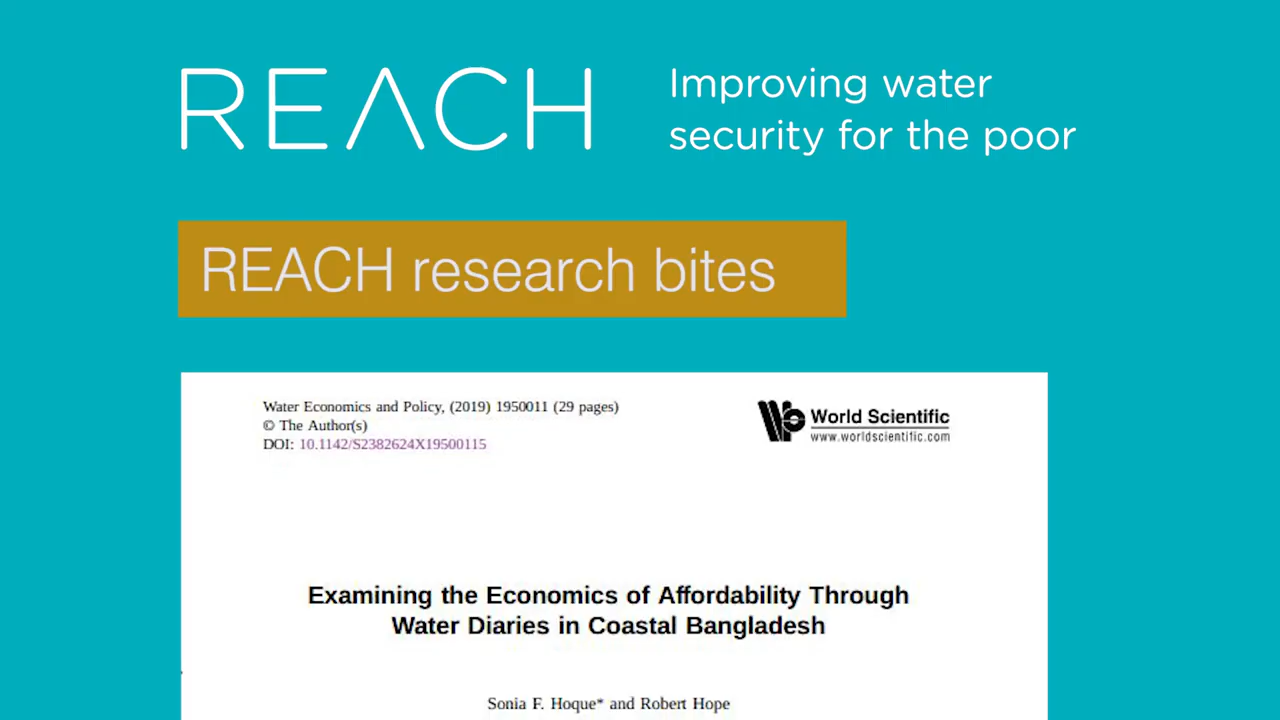 REACH
Improving water
security for the poor
REACH research bites
Water Economics and Policy, (2019) 1950011 (29 pages)
© The Author(s)
DOI: 10.1142/S2382624X19500115
World Scientific
www.worldscientific.com
Examining the Economics of Affordability Through
Water Diaries in Coastal Bangladesh
Sonia F. Hoque* and Robert Hope